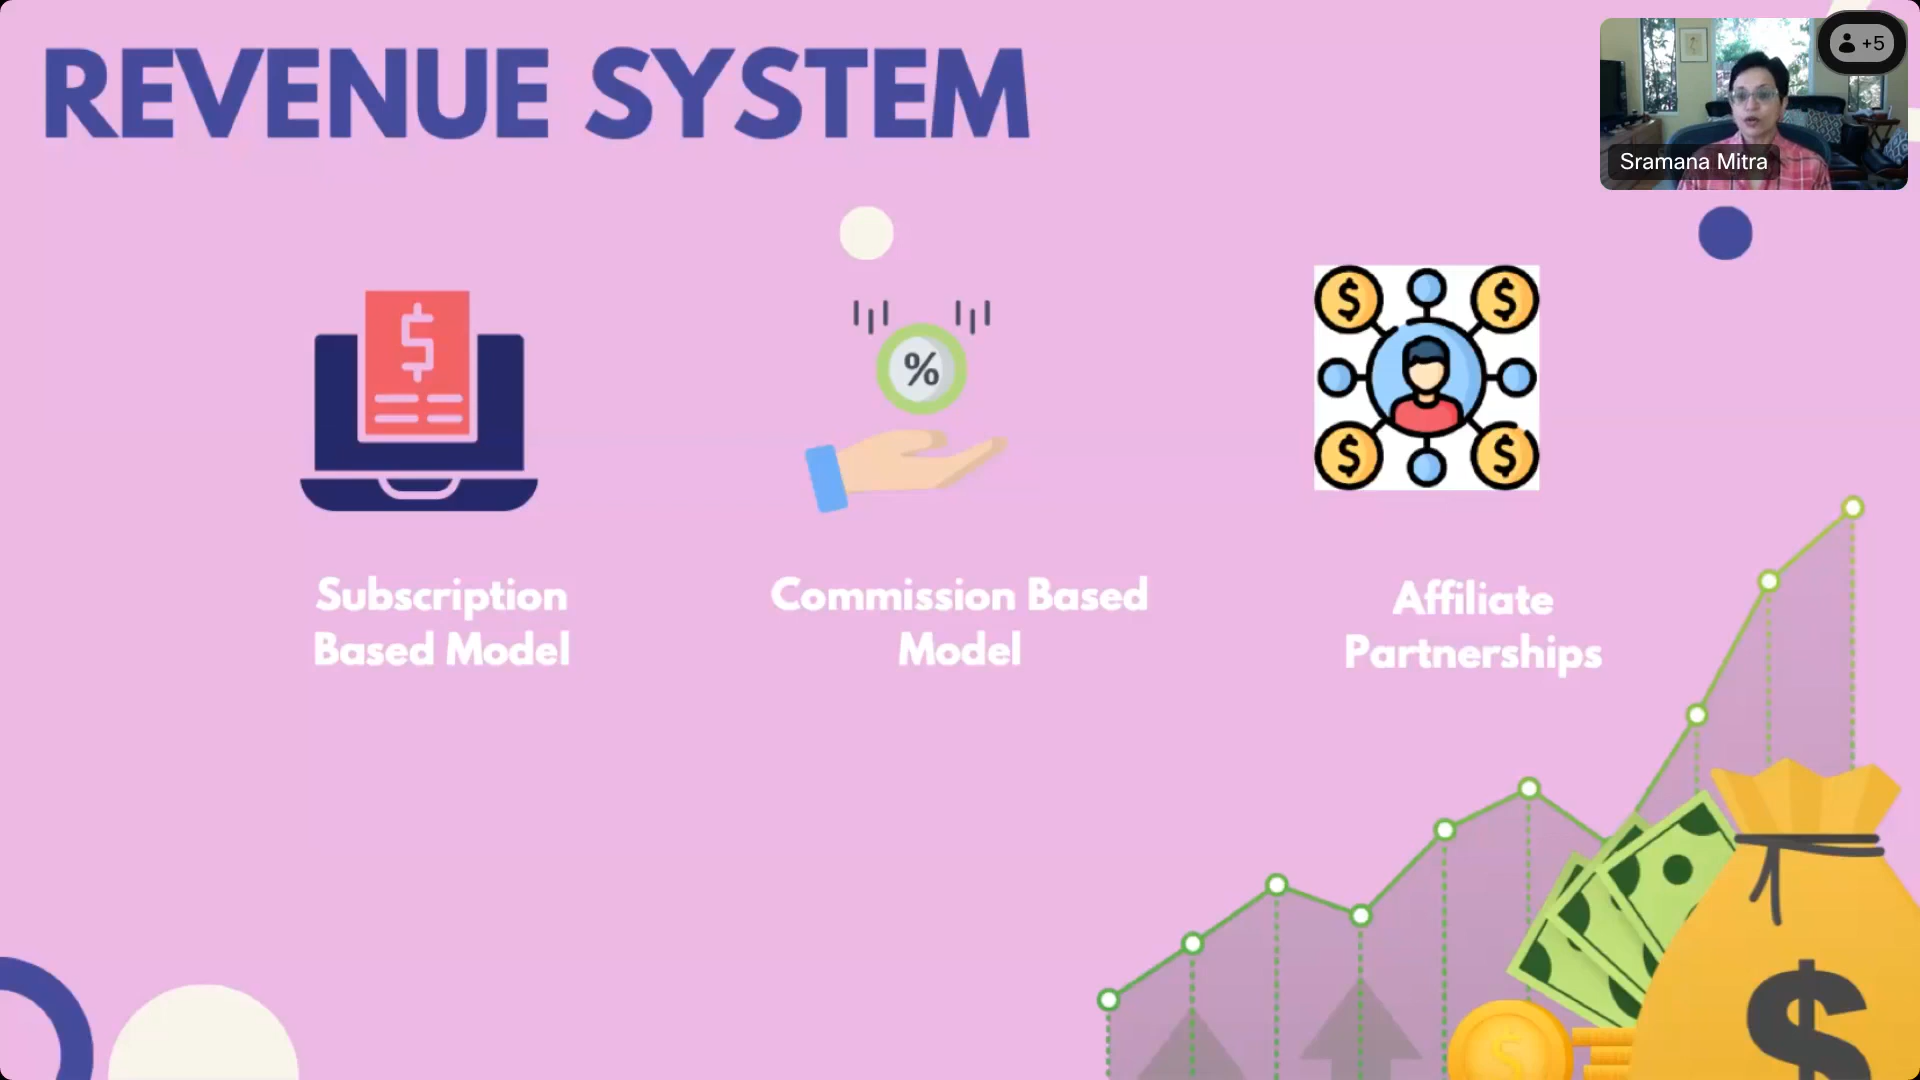 REVENUE SYSTEM
+5
Sramana Mitra
$
%
$ $
$ $
Subscription
Based Model
Commission Based
Model
Affiliate
Partnerships
$
$